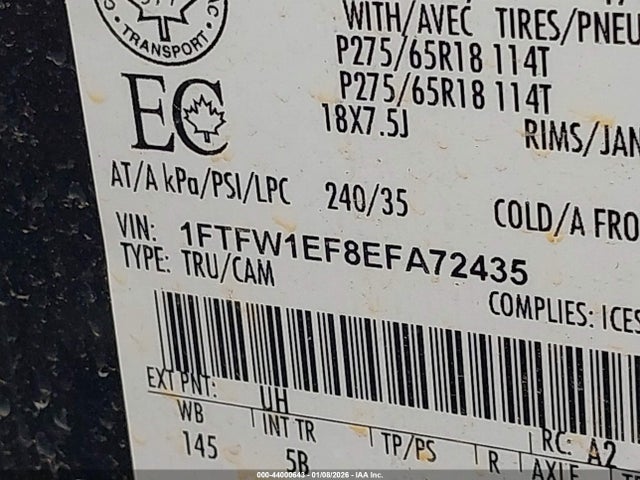 TRANSPORT
WITH/AVEC TIRES/PNEU
P275/65R18 114T
P275/65R18 114T
18X7.5J RIMS/JAN
EC
AT/A kPa/PSI/LPC 240/35 COLD/A FRO
VIN: 1FTFW1EF8EFA72435
TYPE: TRU/CAM
COMPLIES: ICES
EXT PNT: UH RC: A2
WB INT TR TP/PS R AXLE
145 5B
000-44000643 - 01/08/2026 - IAA Inc.